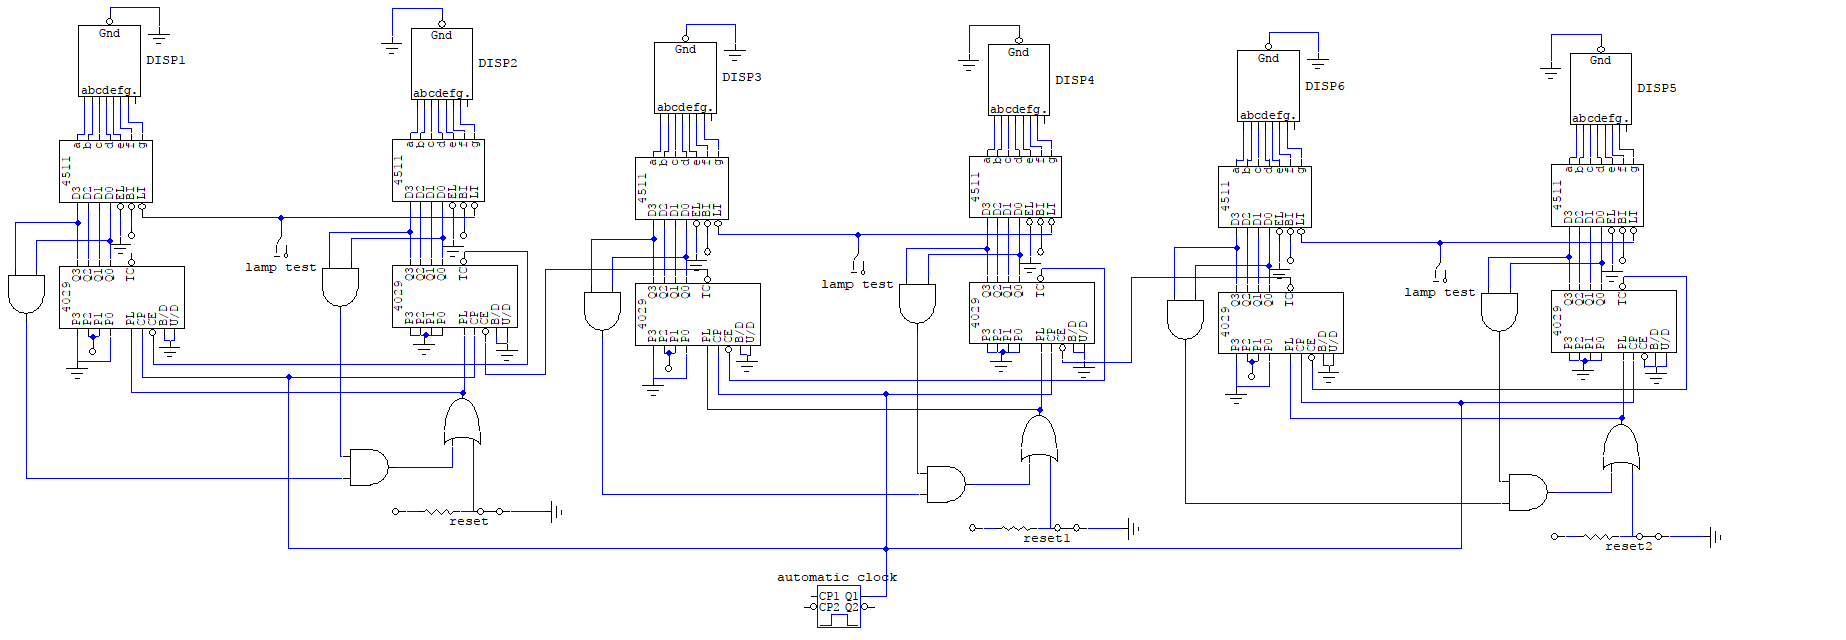 Gnd
DISP1
abcdefg.
a b c d e f g
4511
D3 D2 D1 D0 EL BI LT
Q3 Q2 Q1 Q0 TC
4029
P3 P2 P1 P0 PL CP CE B/D U/D
Gnd
DISP2
abcdefg.
a b c d e f g
4511
D3 D2 D1 D0 EL BI LT
lamp test
Q3 Q2 Q1 Q0 TC
4029
P3 P2 P1 P0 PL CP CE B/D U/D
reset
Gnd
DISP3
abcdefg.
a b c d e f g
4511
D3 D2 D1 D0 EL BI LT
Q3 Q2 Q1 Q0 TC
4029
P3 P2 P1 P0 PL CP CE B/D U/D
Gnd
DISP4
abcdefg.
a b c d e f g
4511
D3 D2 D1 D0 EL BI LT
lamp test
Q3 Q2 Q1 Q0 TC
4029
P3 P2 P1 P0 PL CP CE B/D U/D
reset1
Gnd
DISP6
abcdefg.
a b c d e f g
4511
D3 D2 D1 D0 EL BI LT
Q3 Q2 Q1 Q0 TC
4029
P3 P2 P1 P0 PL CP CE B/D U/D
Gnd
DISP5
abcdefg.
a b c d e f g
4511
D3 D2 D1 D0 EL BI LT
lamp test
Q3 Q2 Q1 Q0 TC
4029
P3 P2 P1 P0 PL CP CE B/D U/D
reset2
automatic clock
CP1 Q1
CP2 Q2